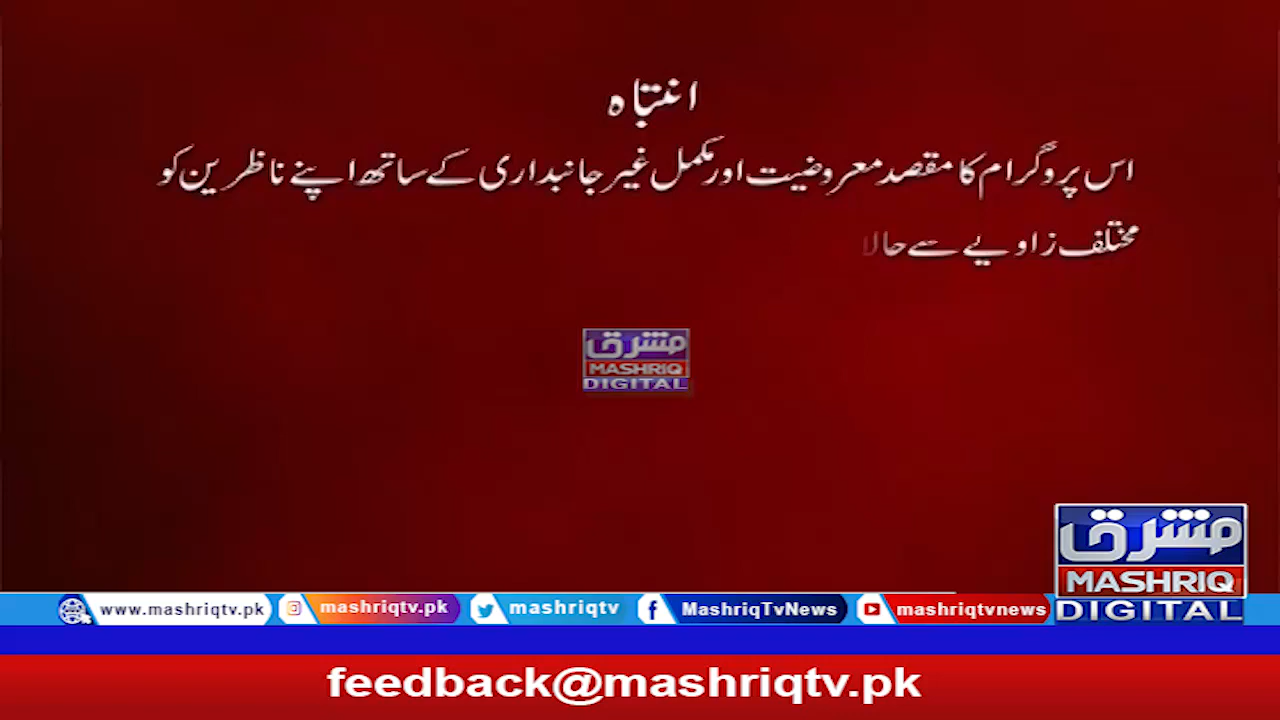 انتباہ
اس پروگرام کا مقصد معروضیت اور مکمل غیر جانبداری کے ساتھ اپنے ناظرین کو
مختلف زاویے سے حالا
مشرق
MASHRIQ
DIGITAL
مشرق
MASHRIQ
DIGITAL
www.mashriqtv.pk
mashriqtv.pk
mashriqtv
MashriqTvNews
mashriqtvnews
feedback@mashriqtv.pk